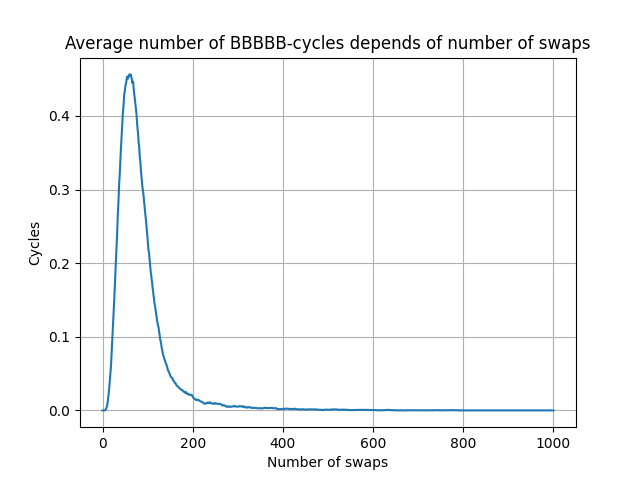 Average number of BBBBB-cycles depends of number of swaps
Cycles
0.4
0.3
0.2
0.1
0.0
0 200 400 600 800 1000
Number of swaps